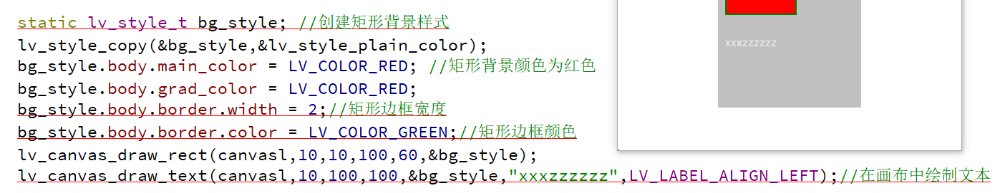 static lv_style_t bg_style; //创建矩形背景样式
lv_style_copy(&bg_style,&lv_style_plain_color);
bg_style.body.main_color = LV_COLOR_RED; //矩形背景颜色为红色
bg_style.body.grad_color = LV_COLOR_RED;
bg_style.body.border.width = 2;//矩形边框宽度
bg_style.body.border.color = LV_COLOR_GREEN;//矩形边框颜色
lv_canvas_draw_rect(canvasl,10,10,100,60,&bg_style);
lv_canvas_draw_text(canvasl,10,100,100,&bg_style,"xxxzzzzzz",LV_LABEL_ALIGN_LEFT);//在画布中绘制文本
xxxzzzzzz